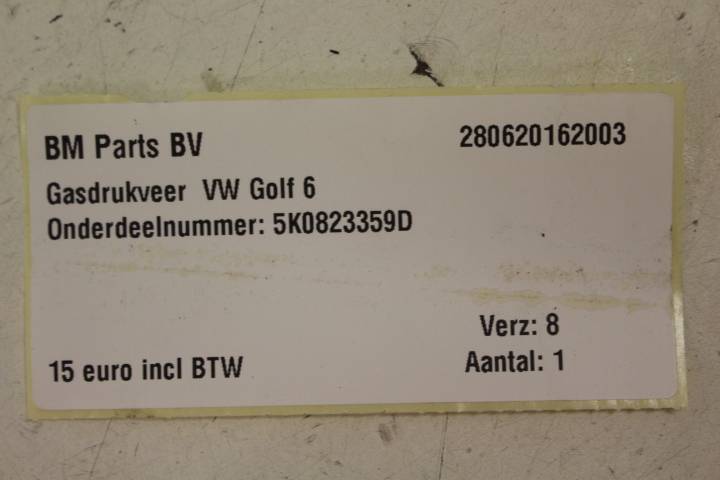 BM Parts BV 280620162003
Gasdrukveer VW Golf 6
Onderdeelnummer: 5K0823359D
Verz: 8
15 euro incl BTW Aantal: 1